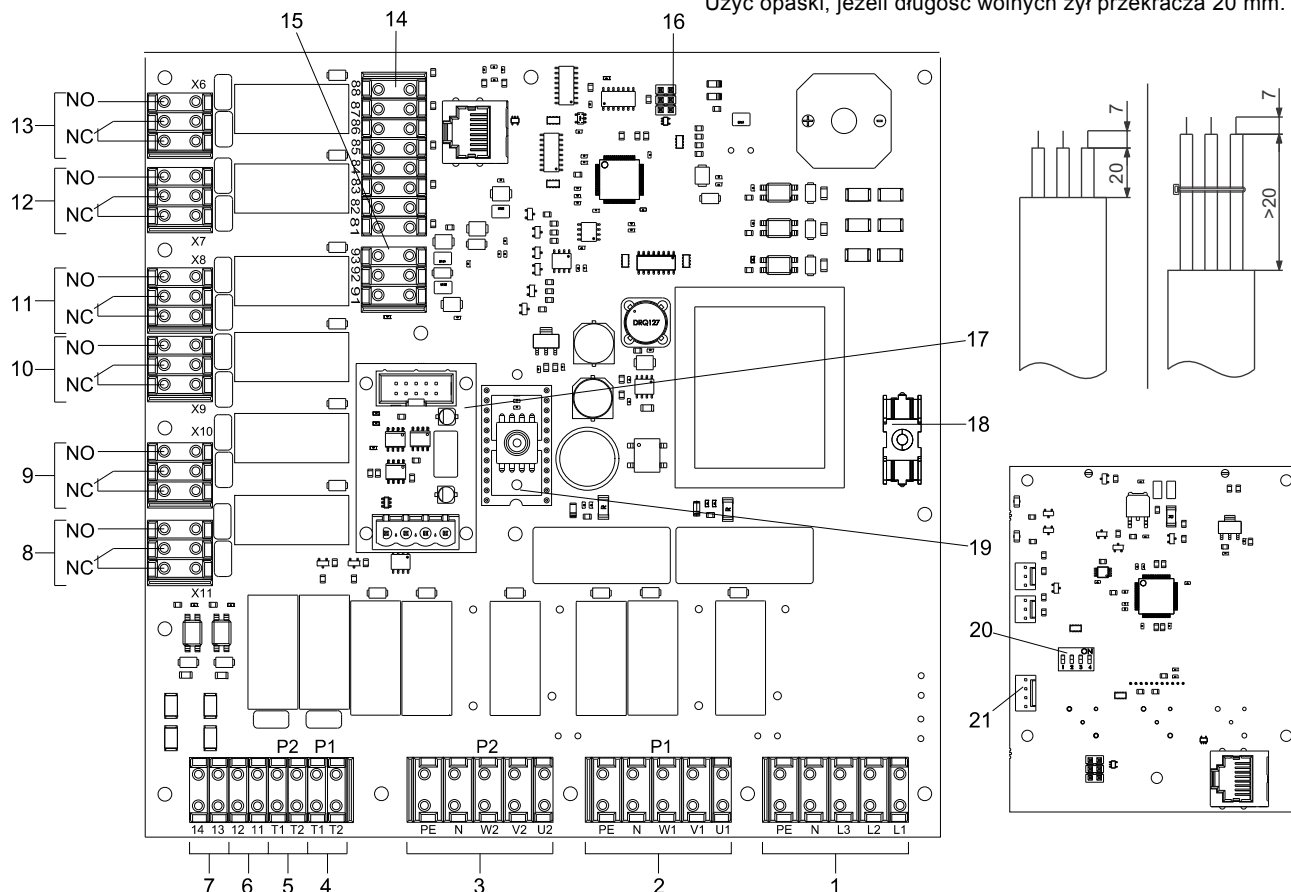 Użyć opaski, jeżeli długość wolnych żył przekracza 20 mm.
15 14 16
X6
13 NO
NC
12 NO
NC
X7
X8
11 NO
NC
10 NO
NC
X9
X10
9 NO
NC
8 NO
NC
X11
88 87 86 85 84 83 82 81
93 92 91
DRQ127
17
18
19
7
20
7
>20
20
ON
1 2 3 4
21
P2 P1
14 13 12 11 T1 T2 T1 T2
7 6 5 4
P2
PE N W2 V2 U2
3
P1
PE N W1 V1 U1
2
PE N L3 L2 L1
1